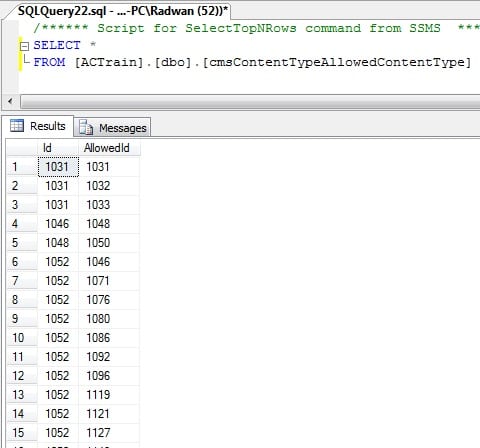 SQLQuery22.sql - ...-PC\Radwan (52))*
/****** Script for SelectTopNRows command from SSMS ***
SELECT *
FROM [ACTrain].[dbo].[cmsContentTypeAllowedContentType]
Results Messages
Id AllowedId
1 1031 1031
2 1031 1032
3 1031 1033
4 1046 1048
5 1048 1050
6 1052 1046
7 1052 1071
8 1052 1076
9 1052 1080
10 1052 1086
11 1052 1092
12 1052 1096
13 1052 1119
14 1052 1121
15 1052 1127